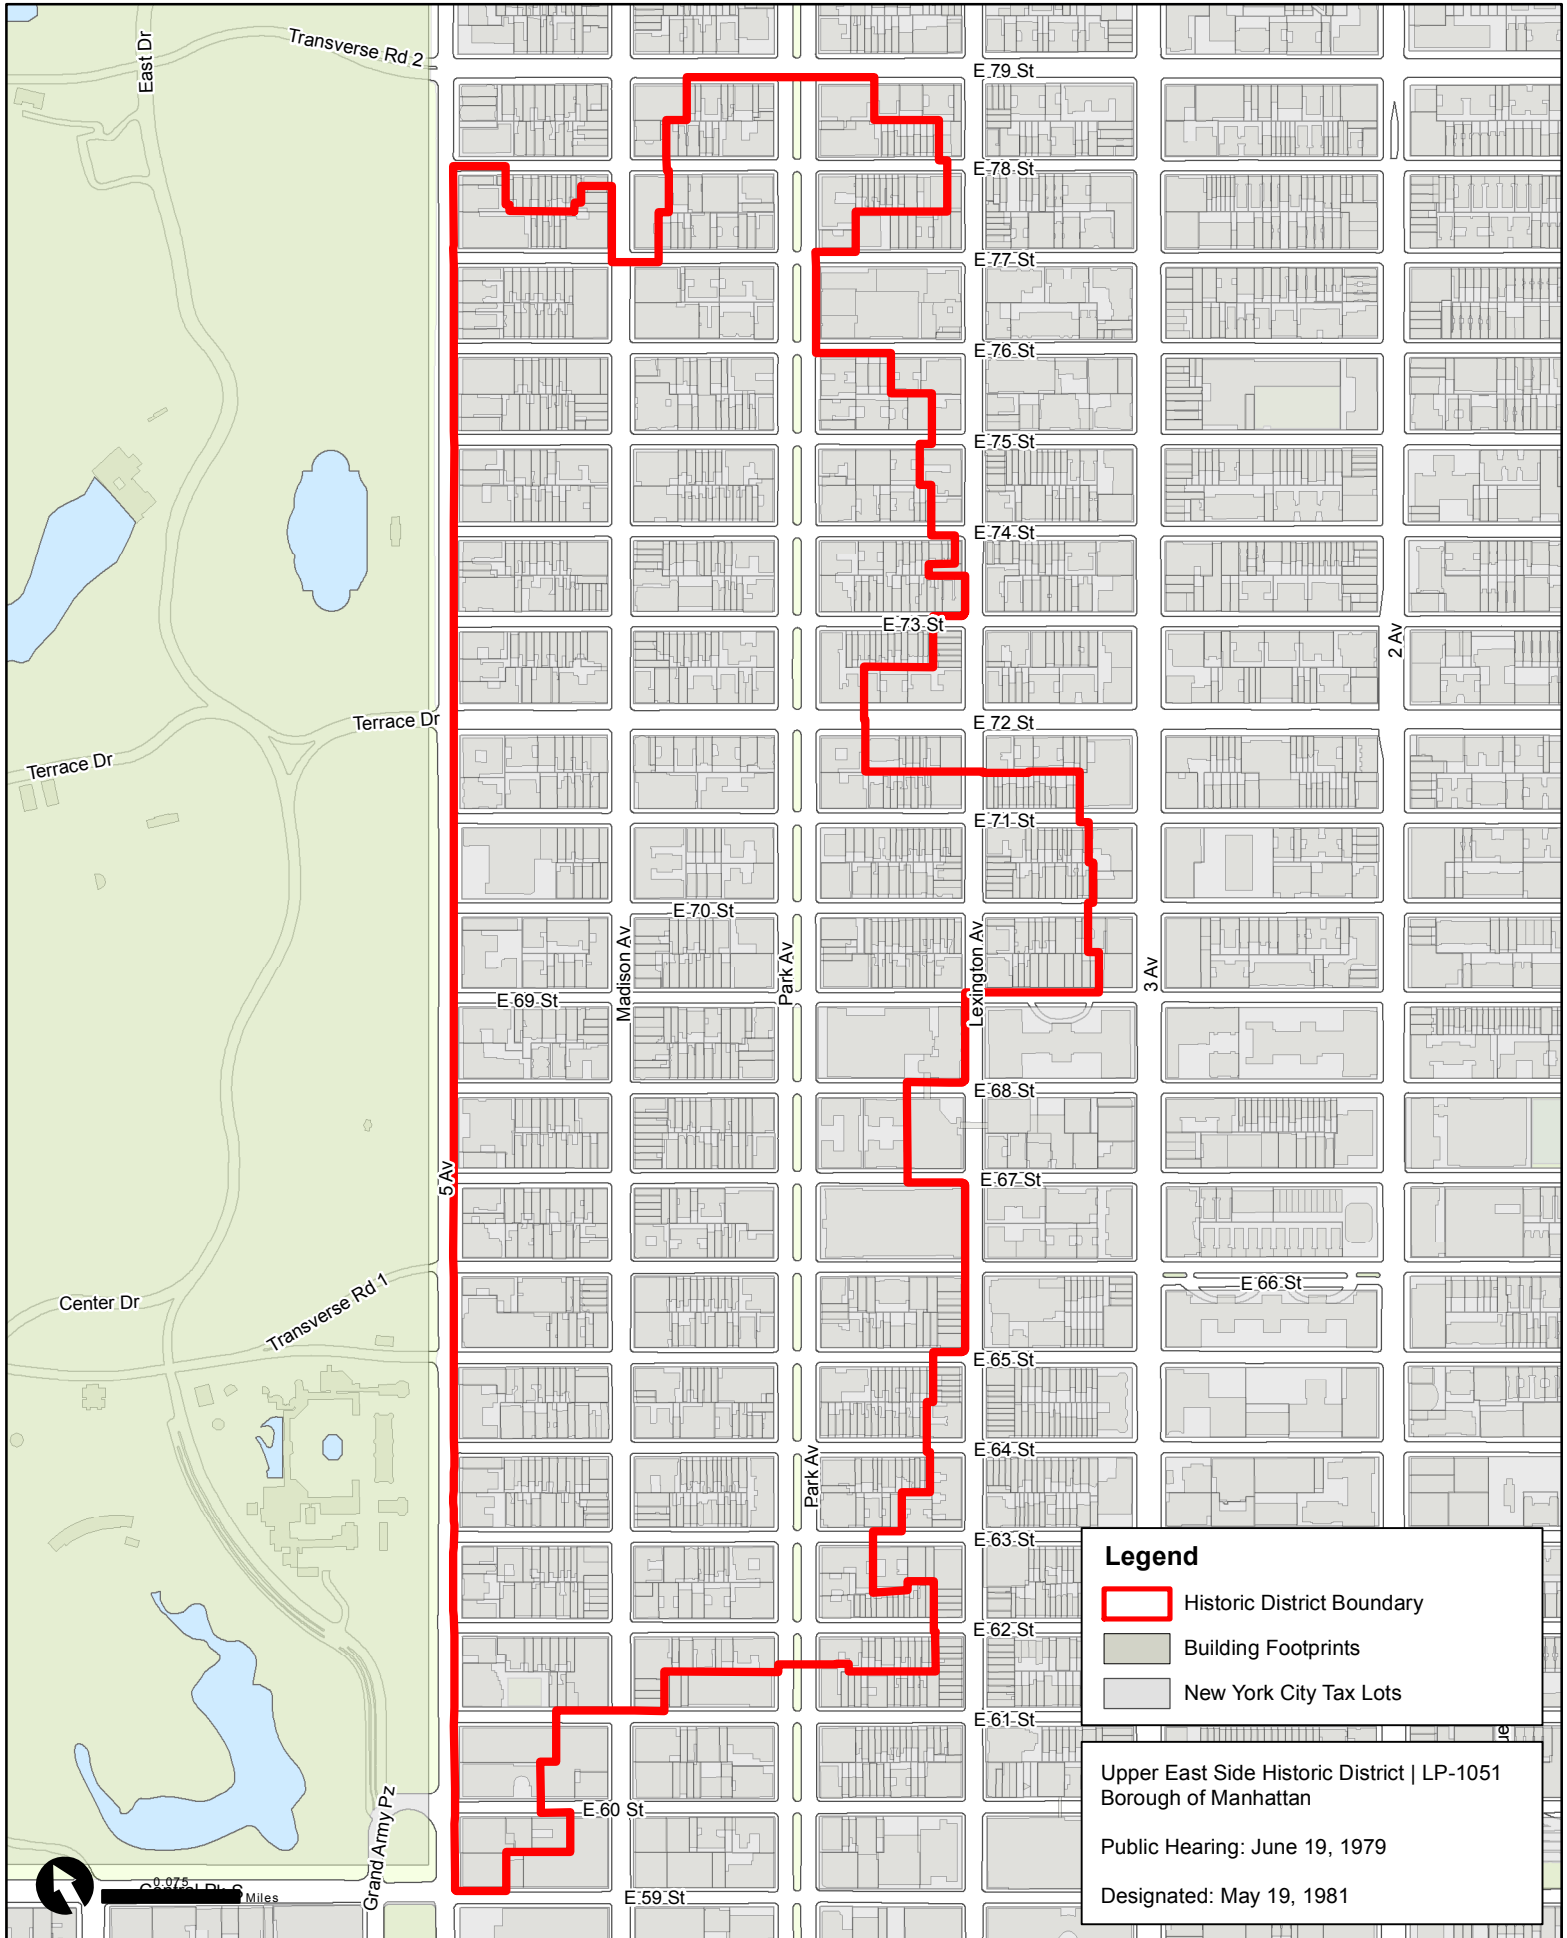 Transverse Rd 2
East Dr
E 79 St
E 78 St
E 77 St
E 76 St
E 75 St
E 74 St
E 73 St
2 Av
Terrace Dr
E 72 St
Terrace Dr
E 71 St
E 70 St
Madison Av
Park Av
Lexington Av
3 Av
E 69 St
E 68 St
5 Av
E 67 St
E 66 St
Center Dr
Transverse Rd 1
E 65 St
E 64 St
Park Av
E 63 St
E 62 St
E 61 St
E 60 St
Grand Army Pz
E 59 St
Central Pk S
0.075
Miles
Legend
Historic District Boundary
Building Footprints
New York City Tax Lots
ue
Upper East Side Historic District | LP-1051
Borough of Manhattan
Public Hearing: June 19, 1979
Designated: May 19, 1981